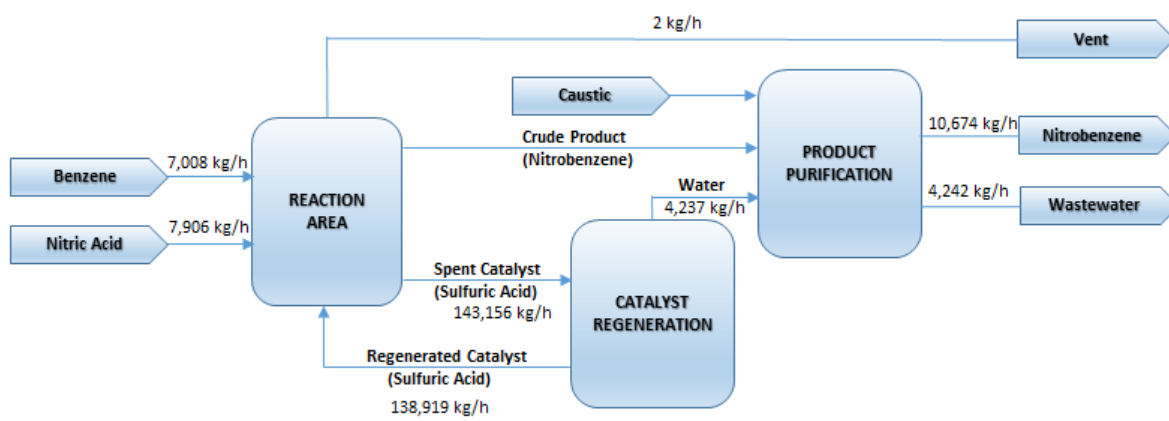 2 kg/h
Vent
Caustic
Crude Product
(Nitrobenzene)
PRODUCT
PURIFICATION
10,674 kg/h
Nitrobenzene
4,242 kg/h
Wastewater
7,008 kg/h
Benzene
REACTION
AREA
7,906 kg/h
Nitric Acid
Water
4,237 kg/h
Spent Catalyst
(Sulfuric Acid)
143,156 kg/h
CATALYST
REGENERATION
Regenerated Catalyst
(Sulfuric Acid)
138,919 kg/h